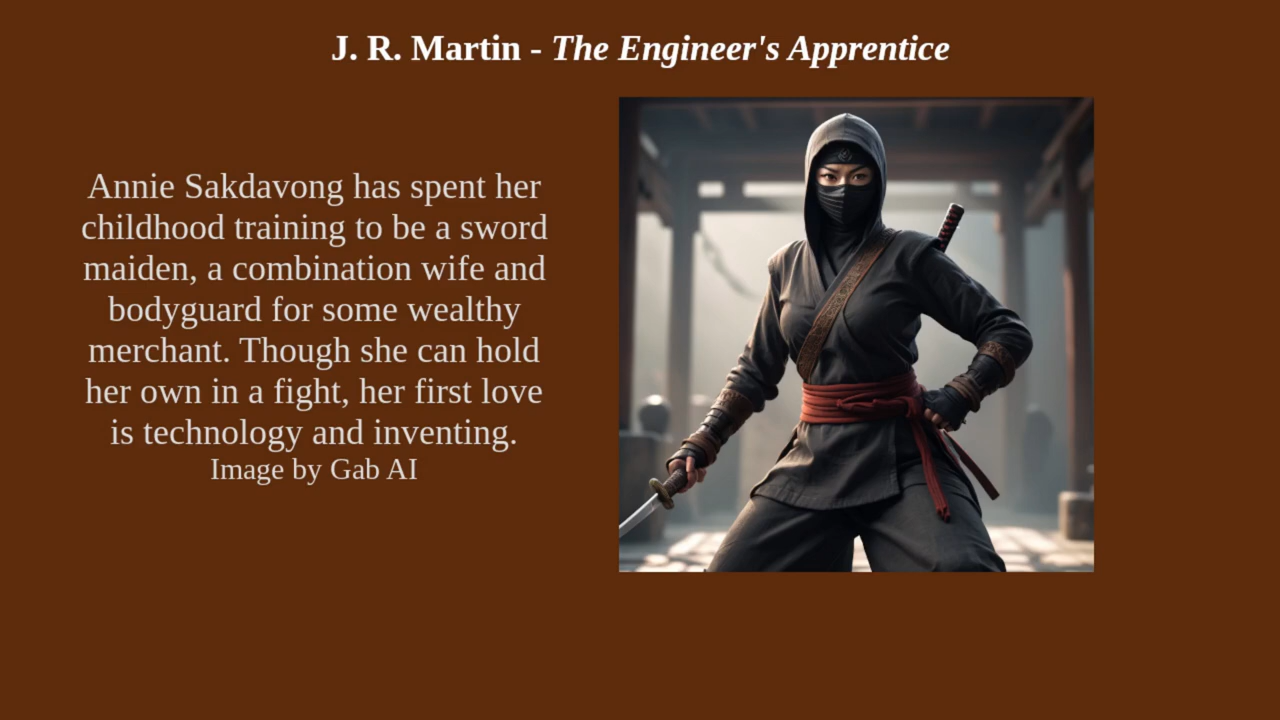 J. R. Martin - The Engineer's Apprentice
Annie Sakdavong has spent her
childhood training to be a sword
maiden, a combination wife and
bodyguard for some wealthy
merchant. Though she can hold
her own in a fight, her first love
is technology and inventing.
Image by Gab AI